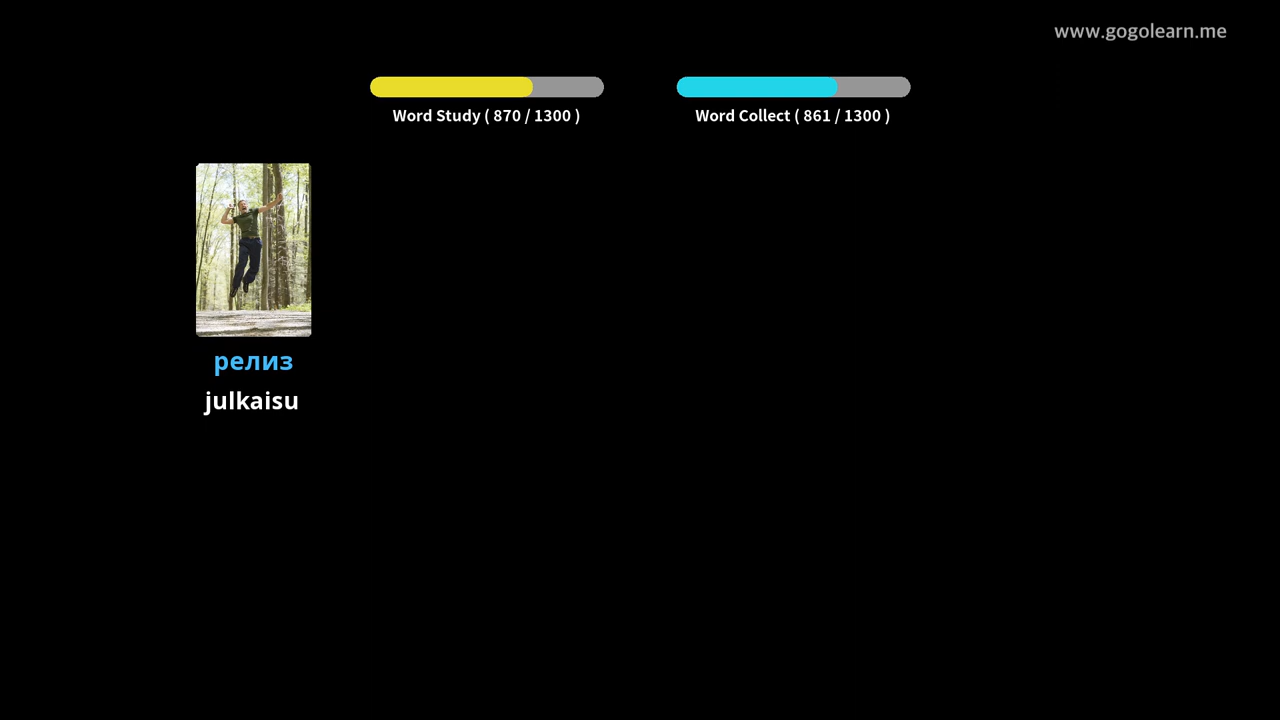 www.gogolearn.me
Word Study ( 870 / 1300 )
Word Collect ( 861 / 1300 )
релиз
julkaisu